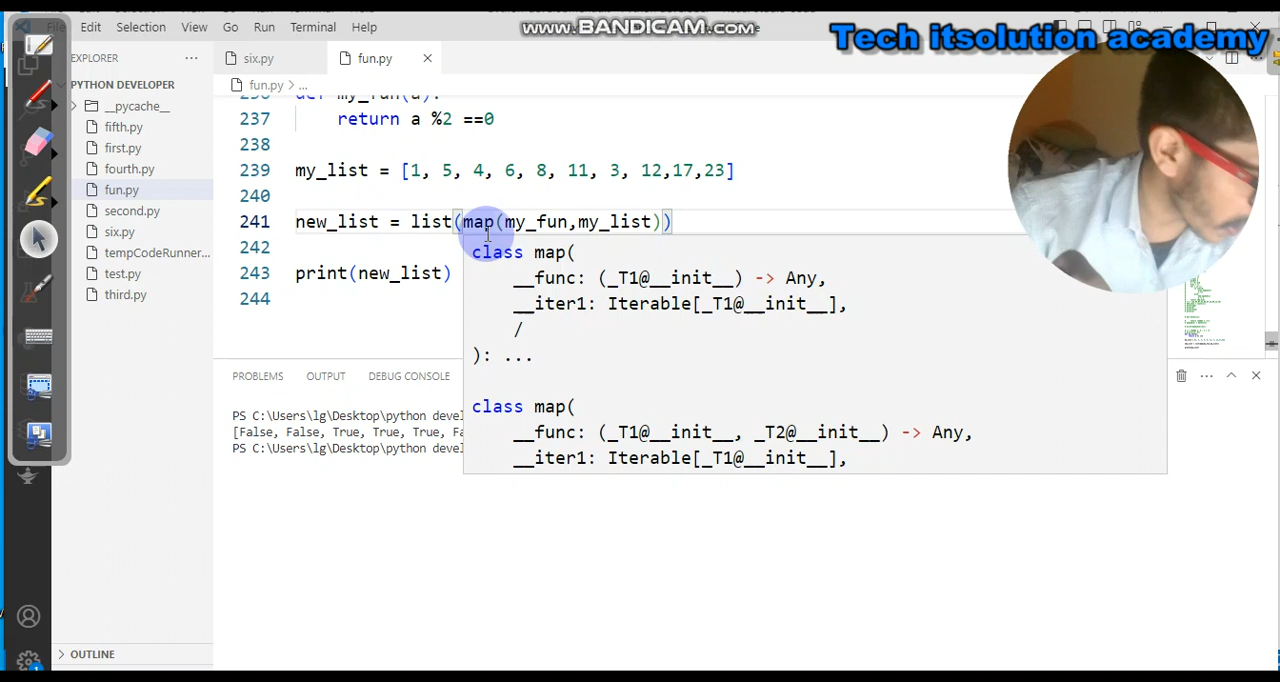 File Edit Selection View Go Run Terminal Help
WWW.BANDICAM.COM
Tech itsolution academy
EXPLORER ...
six.py
fun.py
PYTHON DEVELOPER
fun.py > ...
__pycache__
fifth.py
first.py
fourth.py
fun.py
second.py
six.py
tempCodeRunner...
test.py
third.py
237 return a %2 ==0
238
239 my_list = [1, 5, 4, 6, 8, 11, 3, 12,17,23]
240
241 new_list = list(map(my_fun,my_list))
242
243 print(new_list)
244
class map(
__func: (_T1@__init__) -> Any,
__iter1: Iterable[_T1@__init__],
/
): ...
class map(
__func: (_T1@__init__, _T2@__init__) -> Any,
__iter1: Iterable[_T1@__init__],
PROBLEMS OUTPUT DEBUG CONSOLE
PS C:\Users\lg\Desktop\python deve
[False, False, True, True, True, Fa
PS C:\Users\lg\Desktop\python deve
OUTLINE